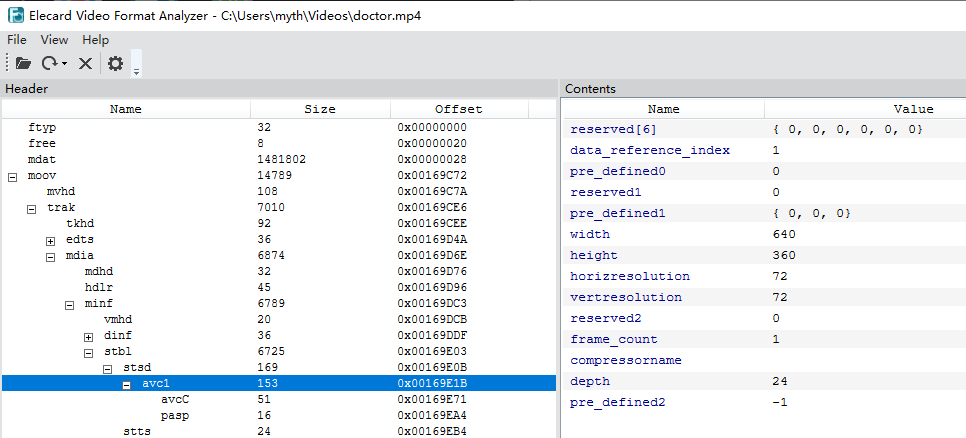 Elecard Video Format Analyzer - C:\Users\myth\Videos\doctor.mp4
File View Help
Header
Name Size Offset
ftyp 32 0x00000000
free 8 0x00000020
mdat 1481802 0x00000028
moov 14789 0x00169C72
mvhd 108 0x00169C7A
trak 7010 0x00169CE6
tkhd 92 0x00169CEE
edts 36 0x00169D4A
mdia 6874 0x00169D6E
mdhd 32 0x00169D76
hdlr 45 0x00169D96
minf 6789 0x00169DC3
vmhd 20 0x00169DCB
dinf 36 0x00169DDF
stbl 6725 0x00169E03
stsd 169 0x00169E0B
avc1 153 0x00169E1B
avcC 51 0x00169E71
pasp 16 0x00169EA4
stts 24 0x00169EB4
Contents
Name Value
reserved[6] { 0, 0, 0, 0, 0, 0}
data_reference_index 1
pre_defined0 0
reserved1 0
pre_defined1 { 0, 0, 0}
width 640
height 360
horizresolution 72
vertresolution 72
reserved2 0
frame_count 1
compressorname
depth 24
pre_defined2 -1